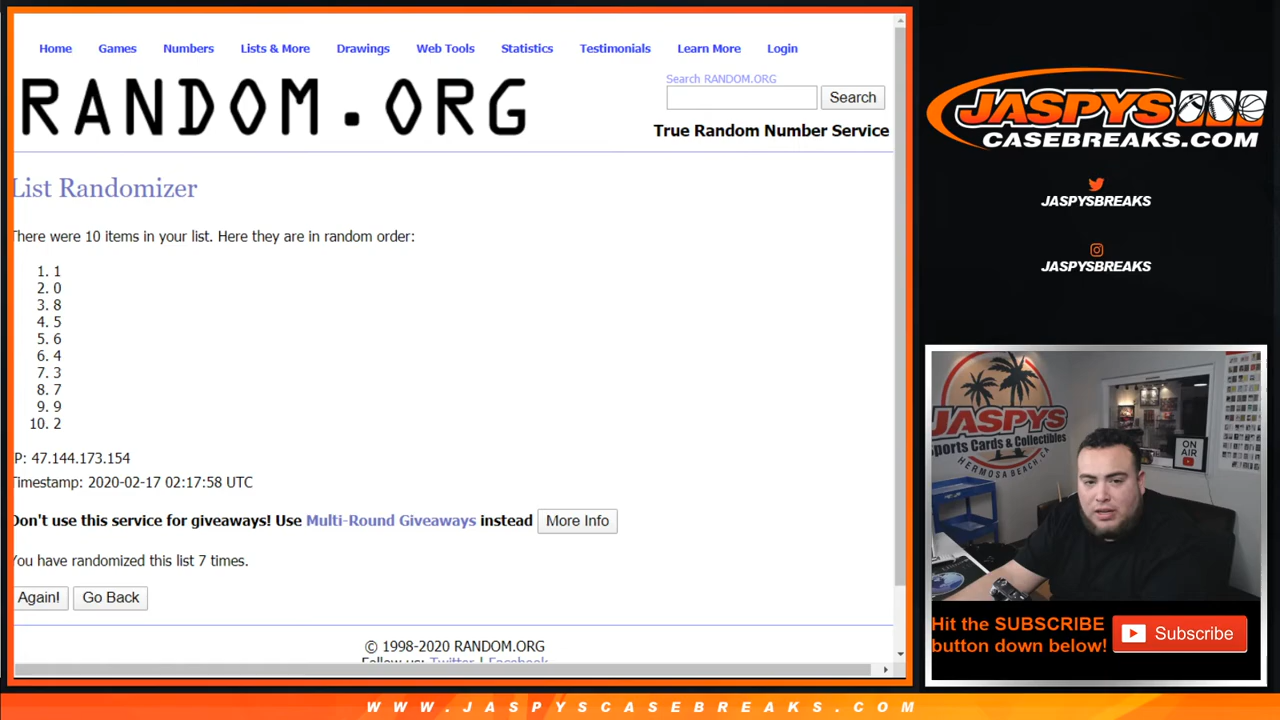 Home Games Numbers Lists & More Drawings Web Tools Statistics Testimonials Learn More Login
RANDOM.ORG
Search RANDOM.ORG
Search
True Random Number Service
List Randomizer
There were 10 items in your list. Here they are in random order:
1. 1
2. 0
3. 8
4. 5
5. 6
6. 4
7. 3
8. 7
9. 9
10. 2
P: 47.144.173.154
Timestamp: 2020-02-17 02:17:58 UTC
Don't use this service for giveaways! Use Multi-Round Giveaways instead More Info
You have randomized this list 7 times.
Again! Go Back
© 1998-2020 RANDOM.ORG
Follow us: Twitter | Facebook
JASPYS
CASEBREAKS.COM
JASPYSBREAKS
JASPYSBREAKS
JASPYS
Sports Cards & Collectibles
HERMOSA BEACH, CA
ON
AIR
Hit the SUBSCRIBE
button down below!
Subscribe
WWW.JASPYSCASEBREAKS.COM